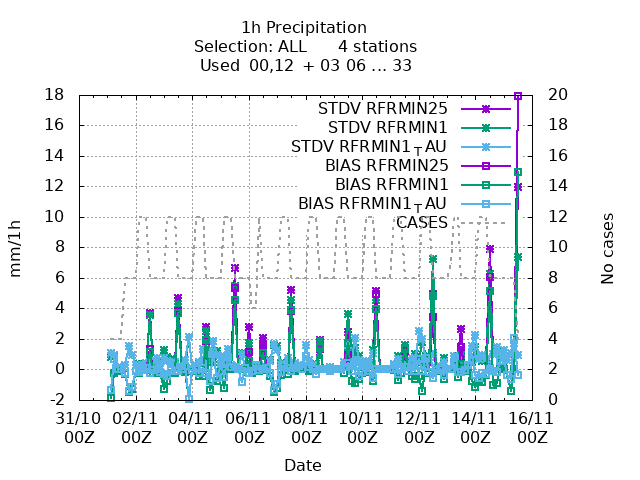 1h Precipitation
Selection: ALL 4 stations
Used 00,12 + 03 06 ... 33
18 20
16 18
14 16
12 14
10 12
8 10
6 8
4 6
2 4
0 2
-2 0
mm/1h
No cases
STDV RFRMIN25
STDV RFRMIN1
STDV RFRMIN1_TAU
BIAS RFRMIN25
BIAS RFRMIN1
BIAS RFRMIN1_TAU
CASES
31/10 02/11 04/11 06/11 08/11 10/11 12/11 14/11 16/11
00Z 00Z 00Z 00Z 00Z 00Z 00Z 00Z 00Z
Date